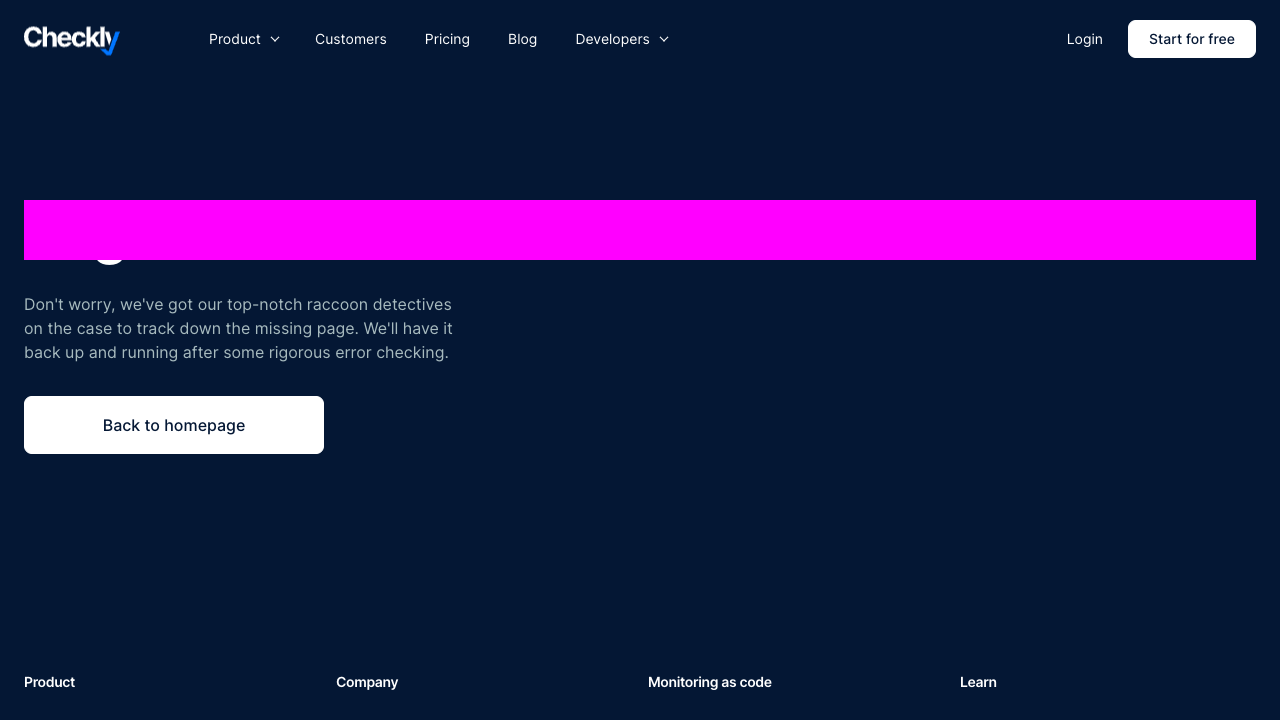 Checkly
Product
Customers
Pricing
Blog
Developers
Login
Start for free
Don't worry, we've got our top-notch raccoon detectives
on the case to track down the missing page. We'll have it
back up and running after some rigorous error checking.
Back to homepage
Product
Company
Monitoring as code
Learn